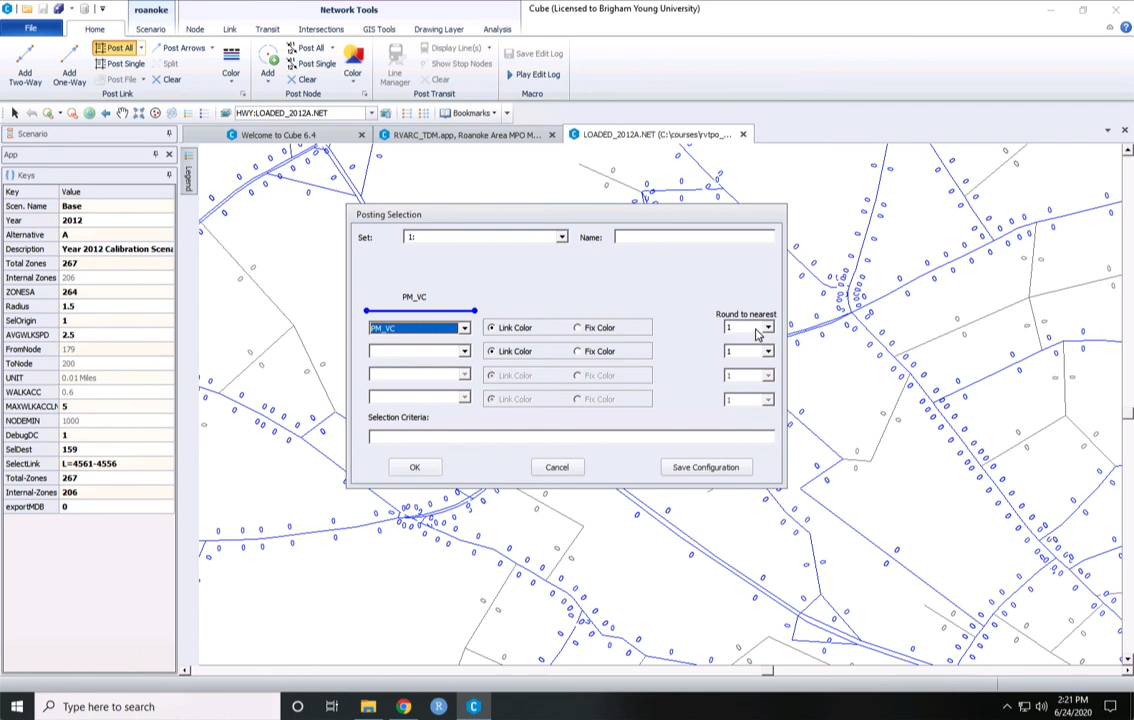 roanoke
Network Tools
Cube (Licensed to Brigham Young University)
File
Home
Scenario
Node
Link
Transit
Intersections
GIS Tools
Drawing Layer
Analysis
Add Two-Way
Add One-Way
Post All
Post Single
Post File
Post Arrows
Split
Clear
Color
Post Link
Add
Post All
Post Single
Clear
Color
Post Node
Line Manager
Display Line(s)
Show Stop Nodes
Clear
Post Transit
Save Edit Log
Play Edit Log
Macro
HWY:LOADED_2012A.NET
Bookmarks
Scenario
Welcome to Cube 6.4
RVARC_TDM.app, Roanoke Area MPO M...
LOADED_2012A.NET (C:\courses\rvtpo_...
App
Legend
Keys
Key Value
Scen. Name Base
Year 2012
Alternative A
Description Year 2012 Calibration Scena
Total Zones 267
Internal Zones 206
ZONESA 264
Radius 1.5
SelOrigin 1
AVGWLKSPD 2.5
FromNode 179
ToNode 200
UNIT 0.01 Miles
WALKACC 0.6
MAXWLKACCLN 5
NODEMIN 1000
DebugDC 1
SelDest 159
SelectLink L=4561-4556
Total-Zones 267
Internal-Zones 206
exportMDB 0
Posting Selection
Set: 1: Name:
PM_VC
Round to nearest
PM_VC Link Color Fix Color 1
Link Color Fix Color 1
Link Color Fix Color 1
Link Color Fix Color 1
Selection Criteria:
OK Cancel Save Configuration
Type here to search
2:21 PM
6/24/2020